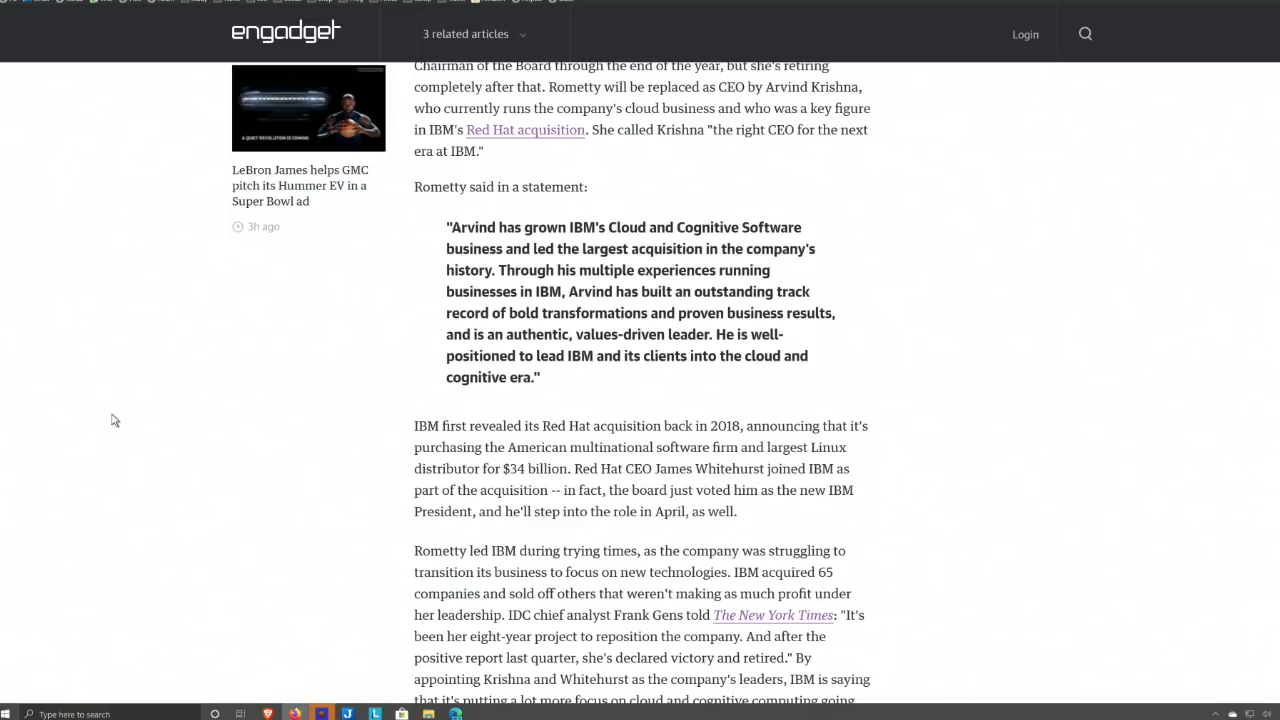 engadget
3 related articles
Login
A QUIET REVOLUTION IS COMING
LeBron James helps GMC
pitch its Hummer EV in a
Super Bowl ad
3h ago
Chairman of the Board through the end of the year, but she's retiring
completely after that. Rometty will be replaced as CEO by Arvind Krishna,
who currently runs the company's cloud business and who was a key figure
in IBM's Red Hat acquisition. She called Krishna "the right CEO for the next
era at IBM."
Rometty said in a statement:
"Arvind has grown IBM's Cloud and Cognitive Software
business and led the largest acquisition in the company's
history. Through his multiple experiences running
businesses in IBM, Arvind has built an outstanding track
record of bold transformations and proven business results,
and is an authentic, values-driven leader. He is well-
positioned to lead IBM and its clients into the cloud and
cognitive era."
IBM first revealed its Red Hat acquisition back in 2018, announcing that it's
purchasing the American multinational software firm and largest Linux
distributor for $34 billion. Red Hat CEO James Whitehurst joined IBM as
part of the acquisition -- in fact, the board just voted him as the new IBM
President, and he'll step into the role in April, as well.
Rometty led IBM during trying times, as the company was struggling to
transition its business to focus on new technologies. IBM acquired 65
companies and sold off others that weren't making as much profit under
her leadership. IDC chief analyst Frank Gens told The New York Times: "It's
been her eight-year project to reposition the company. And after the
positive report last quarter, she's declared victory and retired." By
appointing Krishna and Whitehurst as the company's leaders, IBM is saying
that it's putting a lot more focus on cloud and cognitive computing going
Type here to search